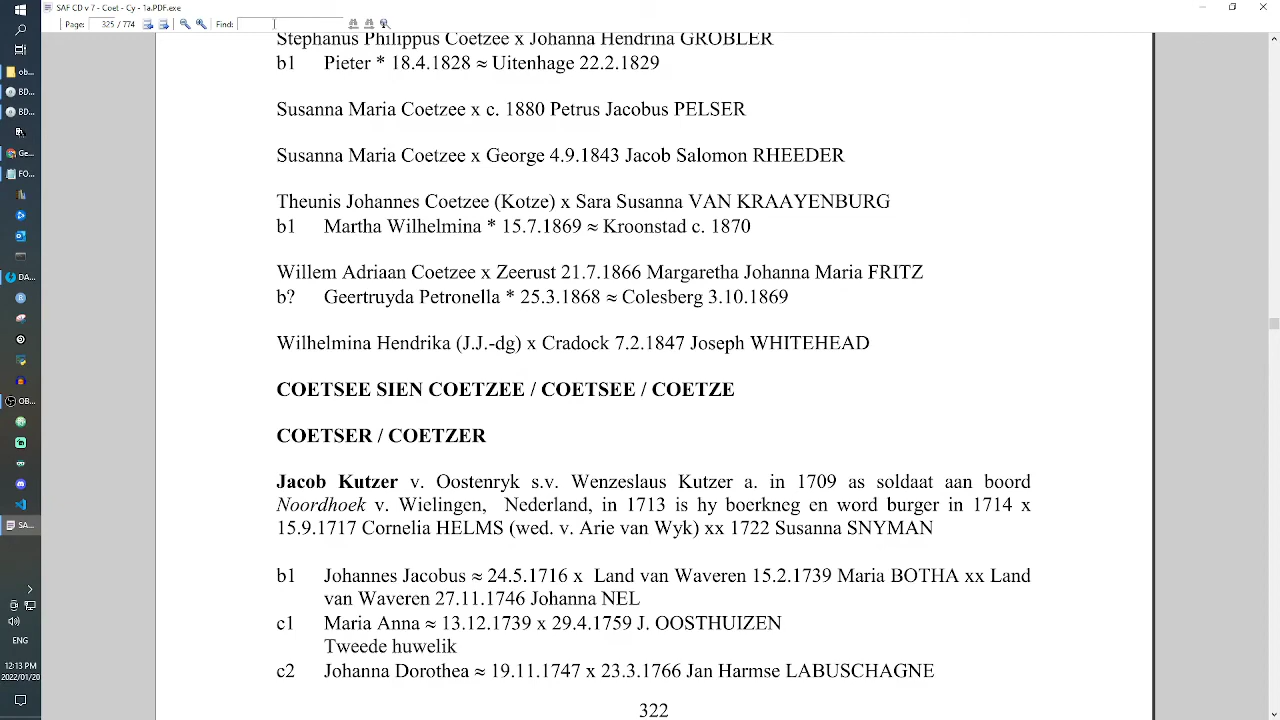 SAF CD v 7 - Coet - Cy - 1a.PDF.exe
Page: 325 / 774 Find:
Stephanus Philippus Coetzee x Johanna Hendrina GROBLER
b1 Pieter * 18.4.1828 ≈ Uitenhage 22.2.1829
Susanna Maria Coetzee x c. 1880 Petrus Jacobus PELSER
Susanna Maria Coetzee x George 4.9.1843 Jacob Salomon RHEEDER
Theunis Johannes Coetzee (Kotze) x Sara Susanna VAN KRAAYENBURG
b1 Martha Wilhelmina * 15.7.1869 ≈ Kroonstad c. 1870
Willem Adriaan Coetzee x Zeerust 21.7.1866 Margaretha Johanna Maria FRITZ
b? Geertruyda Petronella * 25.3.1868 ≈ Colesberg 3.10.1869
Wilhelmina Hendrika (J.J.-dg) x Cradock 7.2.1847 Joseph WHITEHEAD
COETSEE SIEN COETZEE / COETSEE / COETZE
COETSER / COETZER
Jacob Kutzer v. Oostenryk s.v. Wenzeslaus Kutzer a. in 1709 as soldaat aan boord
Noordhoek v. Wielingen, Nederland, in 1713 is hy boerkneg en word burger in 1714 x
15.9.1717 Cornelia HELMS (wed. v. Arie van Wyk) xx 1722 Susanna SNYMAN
b1 Johannes Jacobus ≈ 24.5.1716 x Land van Waveren 15.2.1739 Maria BOTHA xx Land
van Waveren 27.11.1746 Johanna NEL
c1 Maria Anna ≈ 13.12.1739 x 29.4.1759 J. OOSTHUIZEN
Tweede huwelik
c2 Johanna Dorothea ≈ 19.11.1747 x 23.3.1766 Jan Harmse LABUSCHAGNE
322
ob...
BD...
@ BD...
Ge...
FO...
Da...
OB...
SA...
ENG
12:13 PM
2022/01/20